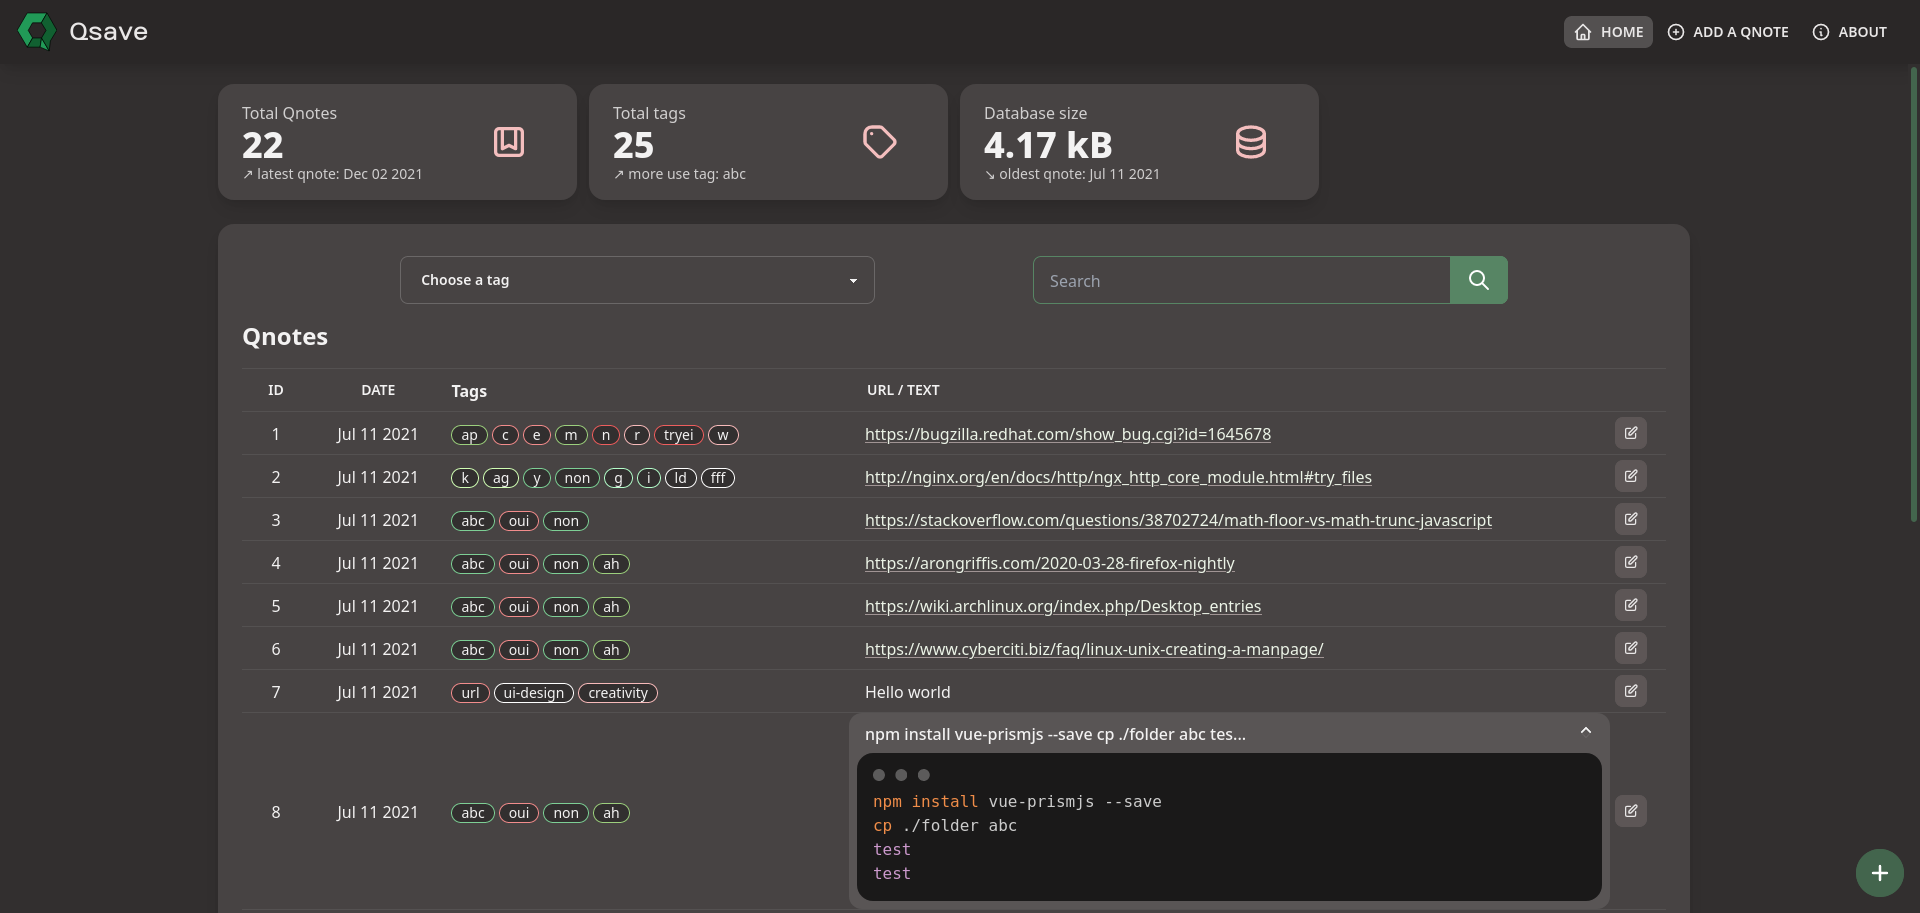 Qsave
HOME
ADD A QNOTE
ABOUT
Total Qnotes
22
↗ latest qnote: Dec 02 2021
Total tags
25
↗ more use tag: abc
Database size
4.17 kB
↘ oldest qnote: Jul 11 2021
Choose a tag
Search
Qnotes
ID DATE Tags URL / TEXT
1 Jul 11 2021 ap c e m n r tryei w https://bugzilla.redhat.com/show_bug.cgi?id=1645678
2 Jul 11 2021 k ag y non g i ld fff http://nginx.org/en/docs/http/ngx_http_core_module.html#try_files
3 Jul 11 2021 abc oui non https://stackoverflow.com/questions/38702724/math-floor-vs-math-trunc-javascript
4 Jul 11 2021 abc oui non ah https://arongriffis.com/2020-03-28-firefox-nightly
5 Jul 11 2021 abc oui non ah https://wiki.archlinux.org/index.php/Desktop_entries
6 Jul 11 2021 abc oui non ah https://www.cyberciti.biz/faq/linux-unix-creating-a-manpage/
7 Jul 11 2021 url ui-design creativity Hello world
8 Jul 11 2021 abc oui non ah npm install vue-prismjs --save cp ./folder abc tes...
npm install vue-prismjs --save
cp ./folder abc
test
test